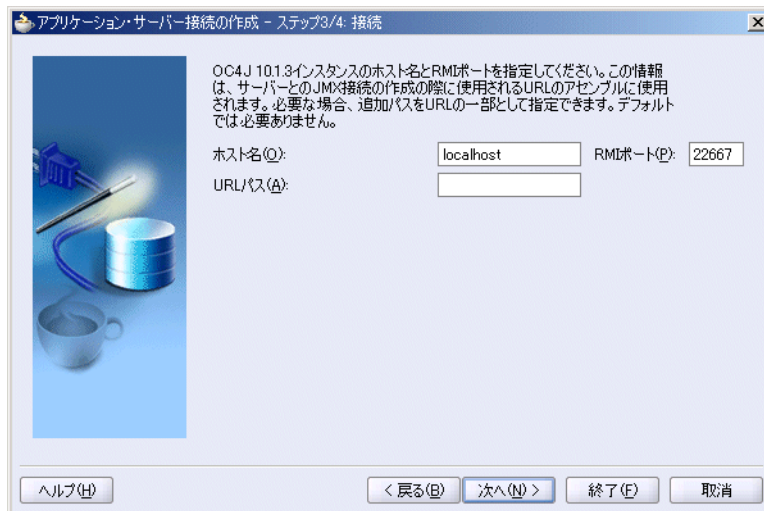 アプリケーション・サーバー接続の作成 - ステップ3/4: 接続
OC4J 10.1.3インスタンスのホスト名とRMIポートを指定してください。この情報
は、サーバーとのJMX接続の作成の際に使用されるURLのアセンブルに使用
されます。必要な場合、追加パスをURLの一部として指定できます。デフォルト
では必要ありません。
ホスト名(O): localhost RMIポート(P): 22667
URLパス(A):
ヘルプ(H) < 戻る(B) 次へ(N) > 終了(F) 取消